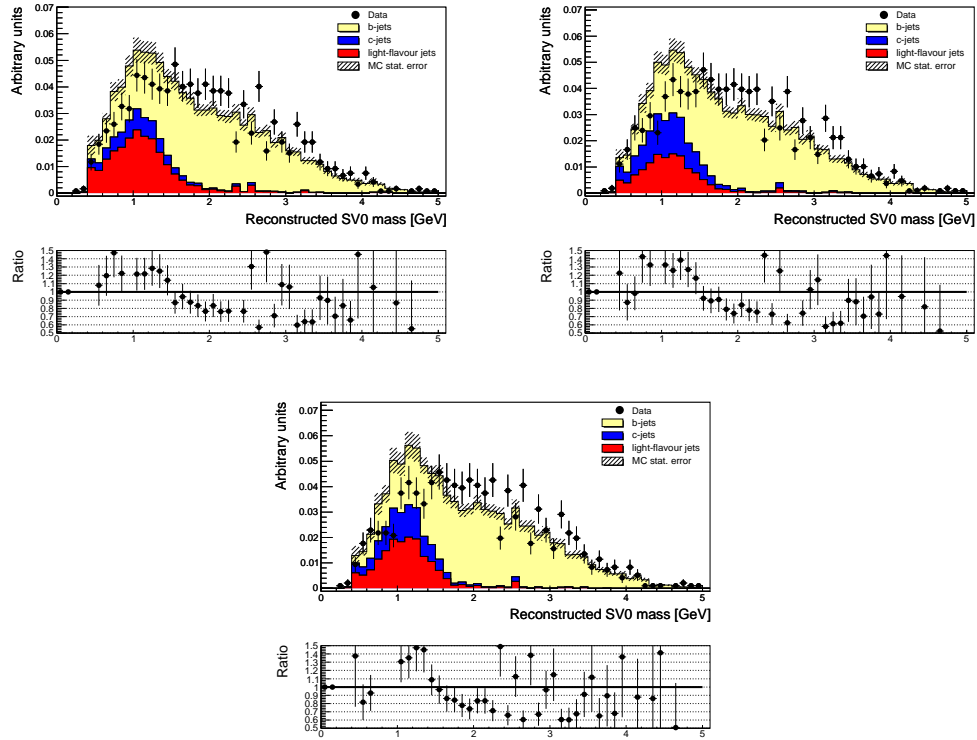 Arbitrary units
0.07
0.06
0.05
0.04
0.03
0.02
0.01
0
Data
b-jets
c-jets
light-flavour jets
MC stat. error
0 1 2 3 4 5
Reconstructed SV0 mass [GeV]
Ratio
1.5
1.4
1.3
1.2
1.1
1
0.9
0.8
0.7
0.6
0.5
0 1 2 3 4 5
Arbitrary units
0.07
0.06
0.05
0.04
0.03
0.02
0.01
0
Data
b-jets
c-jets
light-flavour jets
MC stat. error
0 1 2 3 4 5
Reconstructed SV0 mass [GeV]
Ratio
1.5
1.4
1.3
1.2
1.1
1
0.9
0.8
0.7
0.6
0.5
0 1 2 3 4 5
Arbitrary units
0.07
0.06
0.05
0.04
0.03
0.02
0.01
0
Data
b-jets
c-jets
light-flavour jets
MC stat. error
0 1 2 3 4 5
Reconstructed SV0 mass [GeV]
Ratio
1.5
1.4
1.3
1.2
1.1
1
0.9
0.8
0.7
0.6
0.5
0 1 2 3 4 5